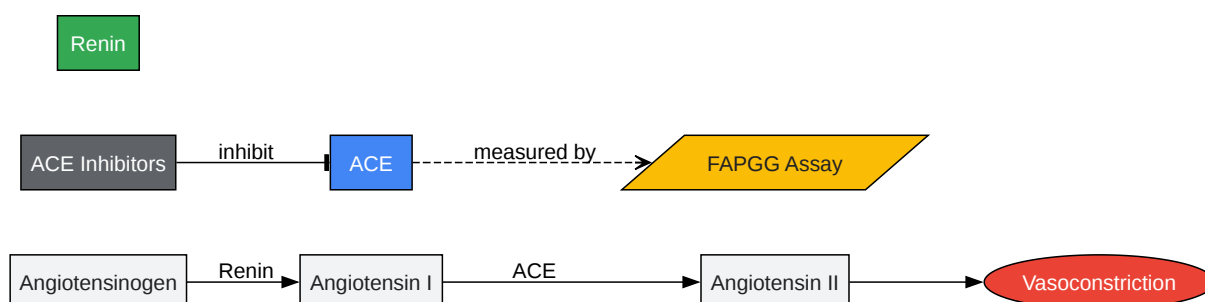 Renin
ACE Inhibitors
inhibit
ACE
measured by
FAPGG Assay
Angiotensinogen
Renin
Angiotensin I
ACE
Angiotensin II
Vasoconstriction